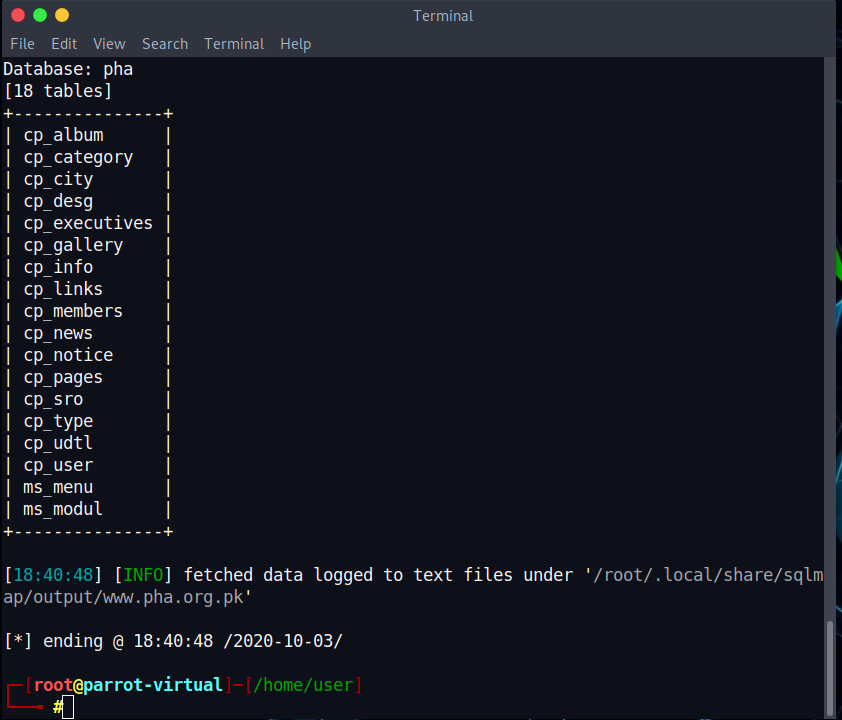 Terminal
File Edit View Search Terminal Help
Database: pha
[18 tables]
+---------------+
| cp_album      |
| cp_category   |
| cp_city       |
| cp_desg       |
| cp_executives |
| cp_gallery    |
| cp_info       |
| cp_links      |
| cp_members    |
| cp_news       |
| cp_notice     |
| cp_pages      |
| cp_sro        |
| cp_type       |
| cp_udtl       |
| cp_user       |
| ms_menu       |
| ms_modul      |
+---------------+
[18:40:48] [INFO] fetched data logged to text files under '/root/.local/share/sqlm
ap/output/www.pha.org.pk'
[*] ending @ 18:40:48 /2020-10-03/
┌─[root@parrot-virtual]─[/home/user]
└──╼ #